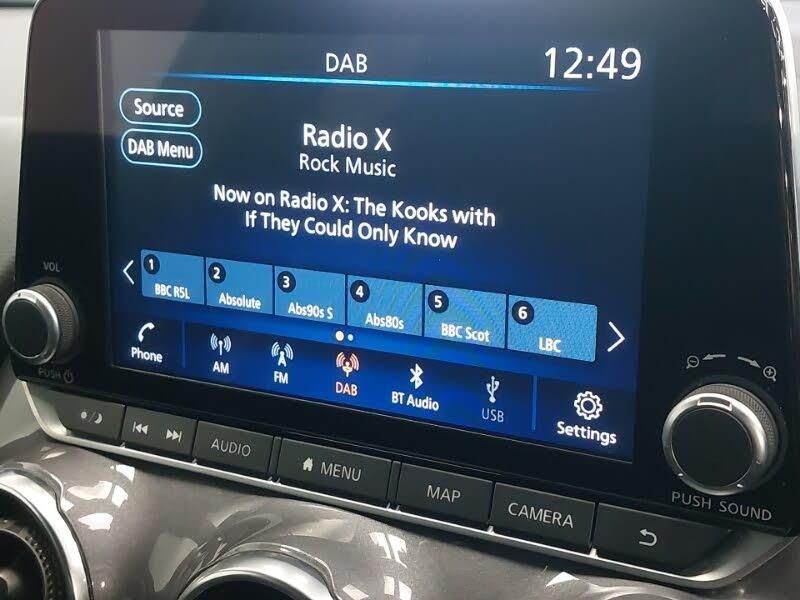 DAB
12:49
Source
DAB Menu
Radio X
Rock Music
Now on Radio X: The Kooks with
If They Could Only Know
1 BBC R5L
2 Absolute
3 Abs90s S
4 Abs80s
5 BBC Scot
6 LBC
Phone
AM
FM
DAB
BT Audio
USB
Settings
VOL
PUSH
AUDIO
MENU
MAP
CAMERA
PUSH SOUND